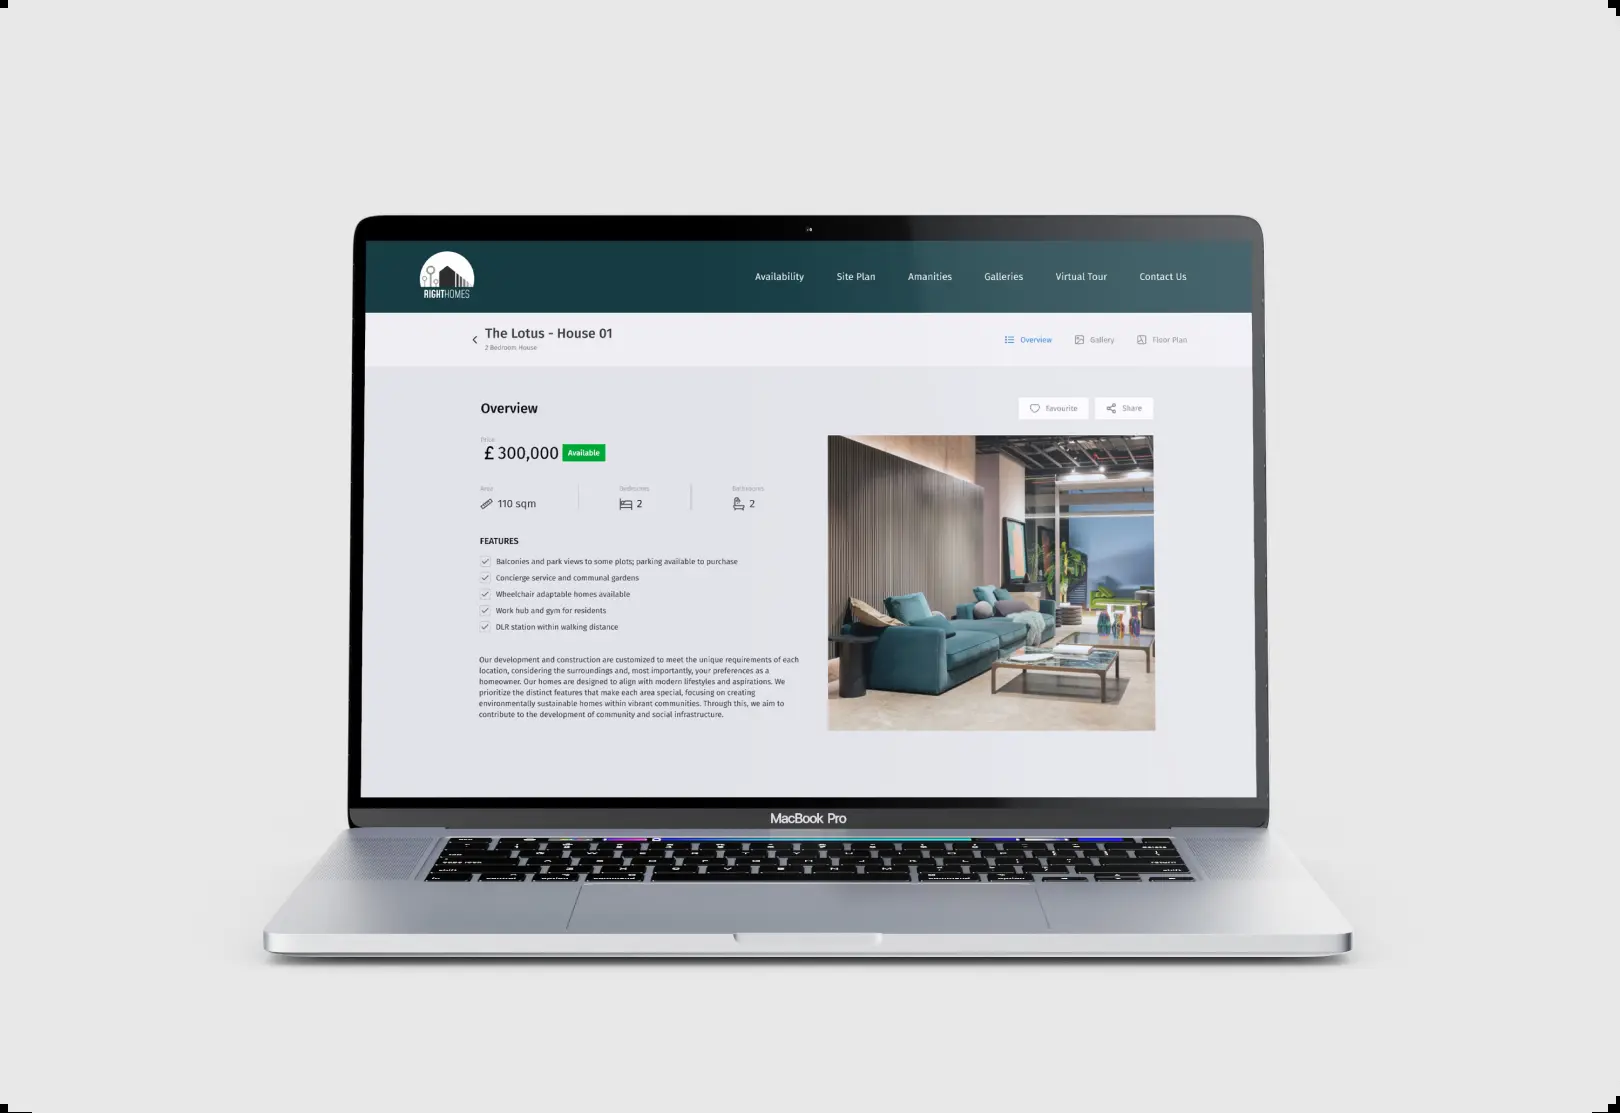 RIGHTHOMES
Availability
Site Plan
Amanities
Galleries
Virtual Tour
Contact Us
The Lotus - House 01
2 Bedroom House
Overview
Gallery
Floor Plan
Overview
Favourite
Share
Price
£ 300,000
Available
Area
110 sqm
2
2
FEATURES
Balconies and park views to some plots; parking available to purchase
Concierge service and communal gardens
Wheelchair adaptable homes available
Work hub and gym for residents
DLR station within walking distance
Our development and construction are customized to meet the unique requirements of each
location, considering the surroundings and, most importantly, your preferences as a
homeowner. Our homes are designed to align with modern lifestyles and aspirations. We
prioritize the distinct features that make each area special, focusing on creating
environmentally sustainable homes within vibrant communities. Through this, we aim to
contribute to the development of community and social infrastructure.
MacBook Pro